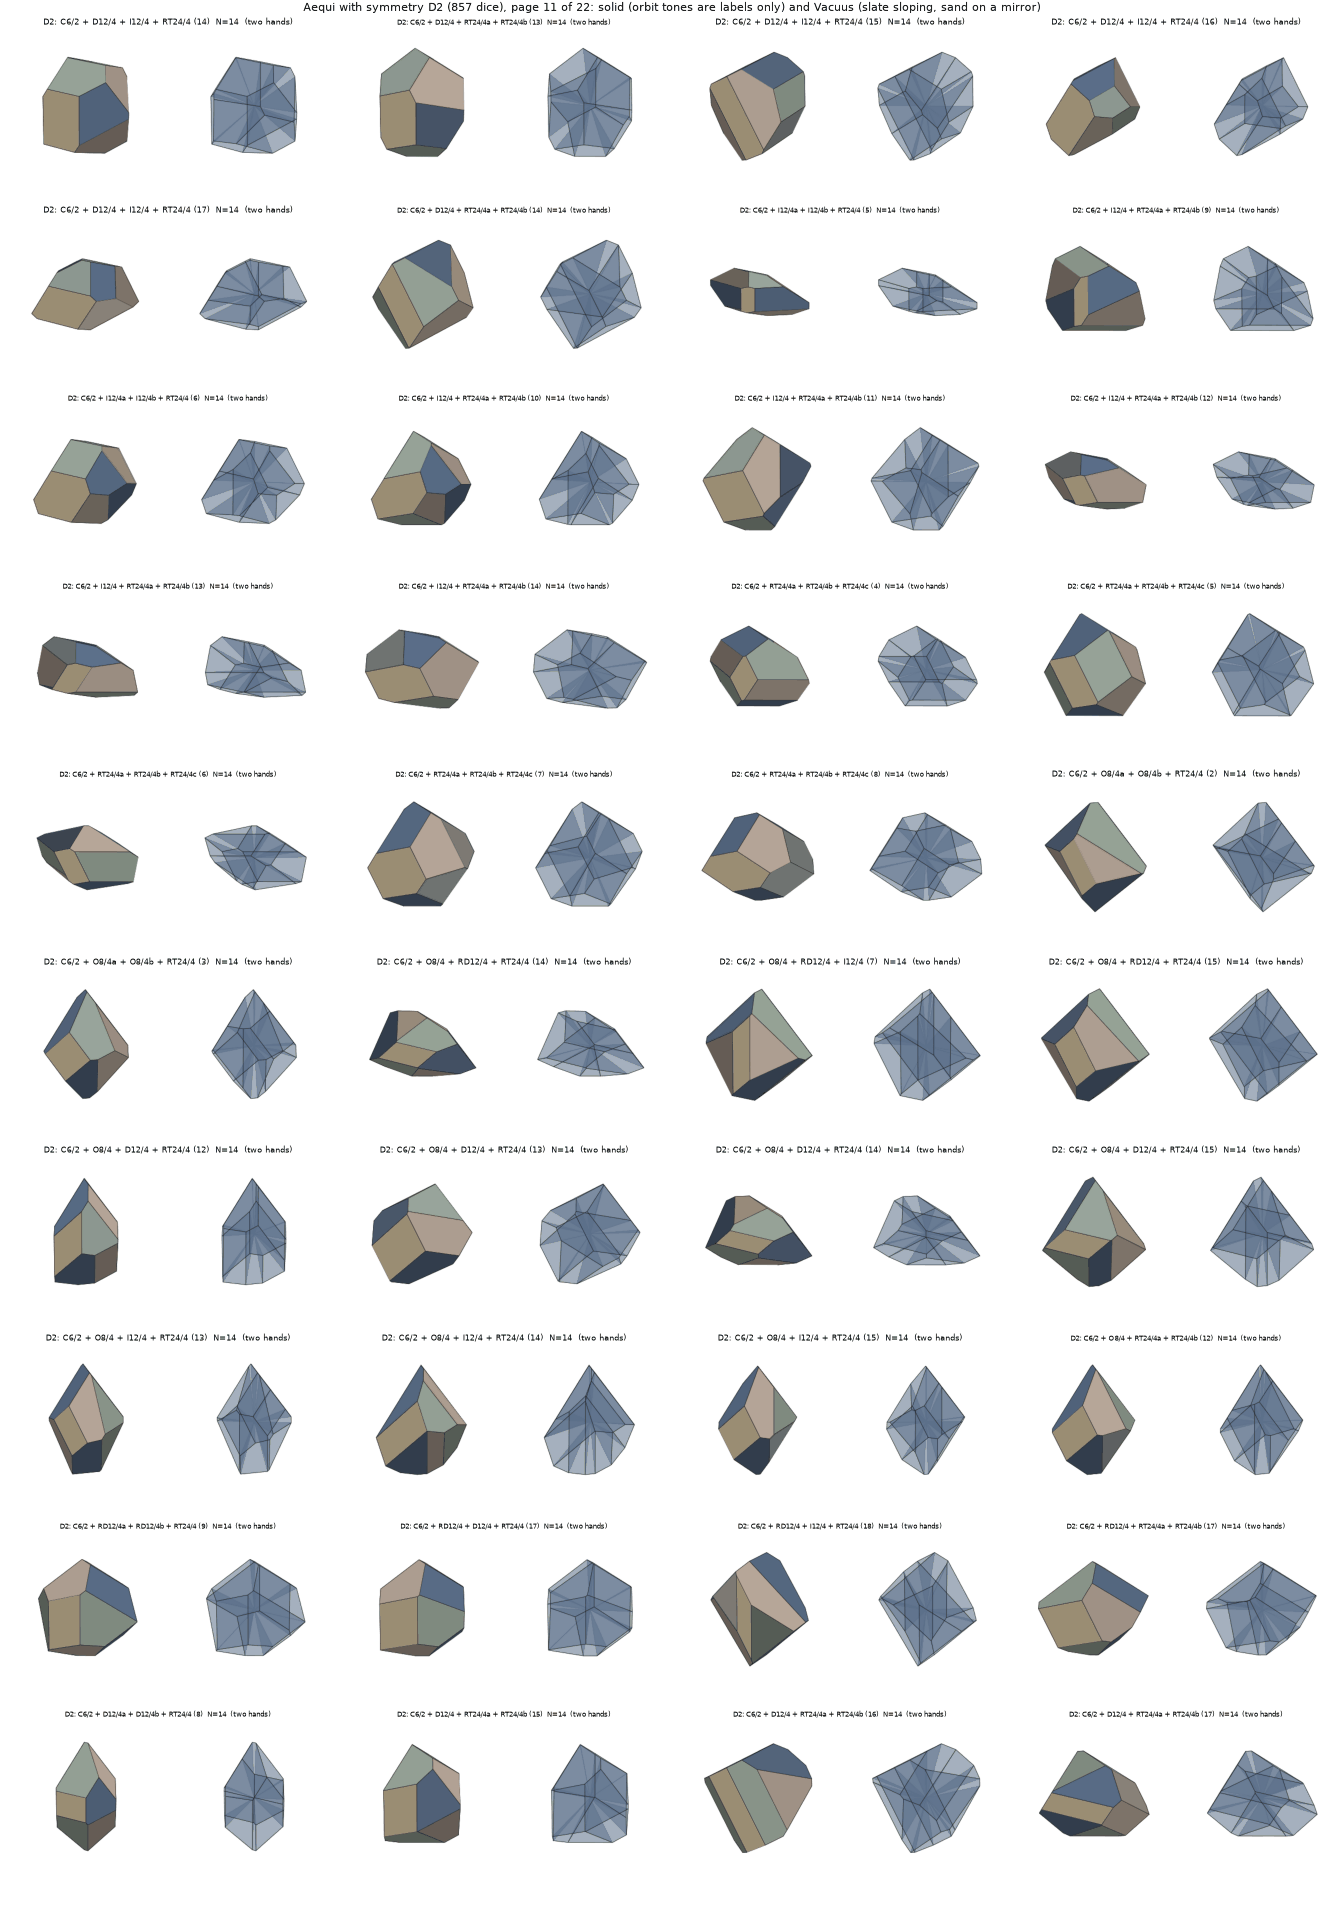 Aequi with symmetry D2 (857 dice), page 11 of 22: solid (orbit tones are labels only) and Vacuus (slate sloping, sand on a mirror)
D2: C6/2 + D12/4 + I12/4 + RT24/4 (14) N=14 (two hands)
D2: C6/2 + D12/4 + RT24/4a + RT24/4b (13) N=14 (two hands)
D2: C6/2 + D12/4 + I12/4 + RT24/4 (15) N=14 (two hands)
D2: C6/2 + D12/4 + I12/4 + RT24/4 (16) N=14 (two hands)
D2: C6/2 + D12/4 + I12/4 + RT24/4 (17) N=14 (two hands)
D2: C6/2 + D12/4 + RT24/4a + RT24/4b (14) N=14 (two hands)
D2: C6/2 + I12/4a + I12/4b + RT24/4 (5) N=14 (two hands)
D2: C6/2 + I12/4 + RT24/4a + RT24/4b (9) N=14 (two hands)
D2: C6/2 + I12/4a + I12/4b + RT24/4 (6) N=14 (two hands)
D2: C6/2 + I12/4 + RT24/4a + RT24/4b (10) N=14 (two hands)
D2: C6/2 + I12/4 + RT24/4a + RT24/4b (11) N=14 (two hands)
D2: C6/2 + I12/4 + RT24/4a + RT24/4b (12) N=14 (two hands)
D2: C6/2 + I12/4 + RT24/4a + RT24/4b (13) N=14 (two hands)
D2: C6/2 + I12/4 + RT24/4a + RT24/4b (14) N=14 (two hands)
D2: C6/2 + RT24/4a + RT24/4b + RT24/4c (4) N=14 (two hands)
D2: C6/2 + RT24/4a + RT24/4b + RT24/4c (5) N=14 (two hands)
D2: C6/2 + RT24/4a + RT24/4b + RT24/4c (6) N=14 (two hands)
D2: C6/2 + RT24/4a + RT24/4b + RT24/4c (7) N=14 (two hands)
D2: C6/2 + RT24/4a + RT24/4b + RT24/4c (8) N=14 (two hands)
D2: C6/2 + O8/4a + O8/4b + RT24/4 (2) N=14 (two hands)
D2: C6/2 + O8/4a + O8/4b + RT24/4 (3) N=14 (two hands)
D2: C6/2 + O8/4 + RD12/4 + RT24/4 (14) N=14 (two hands)
D2: C6/2 + O8/4 + RD12/4 + I12/4 (7) N=14 (two hands)
D2: C6/2 + O8/4 + RD12/4 + RT24/4 (15) N=14 (two hands)
D2: C6/2 + O8/4 + D12/4 + RT24/4 (12) N=14 (two hands)
D2: C6/2 + O8/4 + D12/4 + RT24/4 (13) N=14 (two hands)
D2: C6/2 + O8/4 + D12/4 + RT24/4 (14) N=14 (two hands)
D2: C6/2 + O8/4 + D12/4 + RT24/4 (15) N=14 (two hands)
D2: C6/2 + O8/4 + I12/4 + RT24/4 (13) N=14 (two hands)
D2: C6/2 + O8/4 + I12/4 + RT24/4 (14) N=14 (two hands)
D2: C6/2 + O8/4 + I12/4 + RT24/4 (15) N=14 (two hands)
D2: C6/2 + O8/4 + RT24/4a + RT24/4b (12) N=14 (two hands)
D2: C6/2 + RD12/4a + RD12/4b + RT24/4 (9) N=14 (two hands)
D2: C6/2 + RD12/4 + D12/4 + RT24/4 (17) N=14 (two hands)
D2: C6/2 + RD12/4 + I12/4 + RT24/4 (18) N=14 (two hands)
D2: C6/2 + RD12/4 + RT24/4a + RT24/4b (17) N=14 (two hands)
D2: C6/2 + D12/4a + D12/4b + RT24/4 (8) N=14 (two hands)
D2: C6/2 + D12/4 + RT24/4a + RT24/4b (15) N=14 (two hands)
D2: C6/2 + D12/4 + RT24/4a + RT24/4b (16) N=14 (two hands)
D2: C6/2 + D12/4 + RT24/4a + RT24/4b (17) N=14 (two hands)